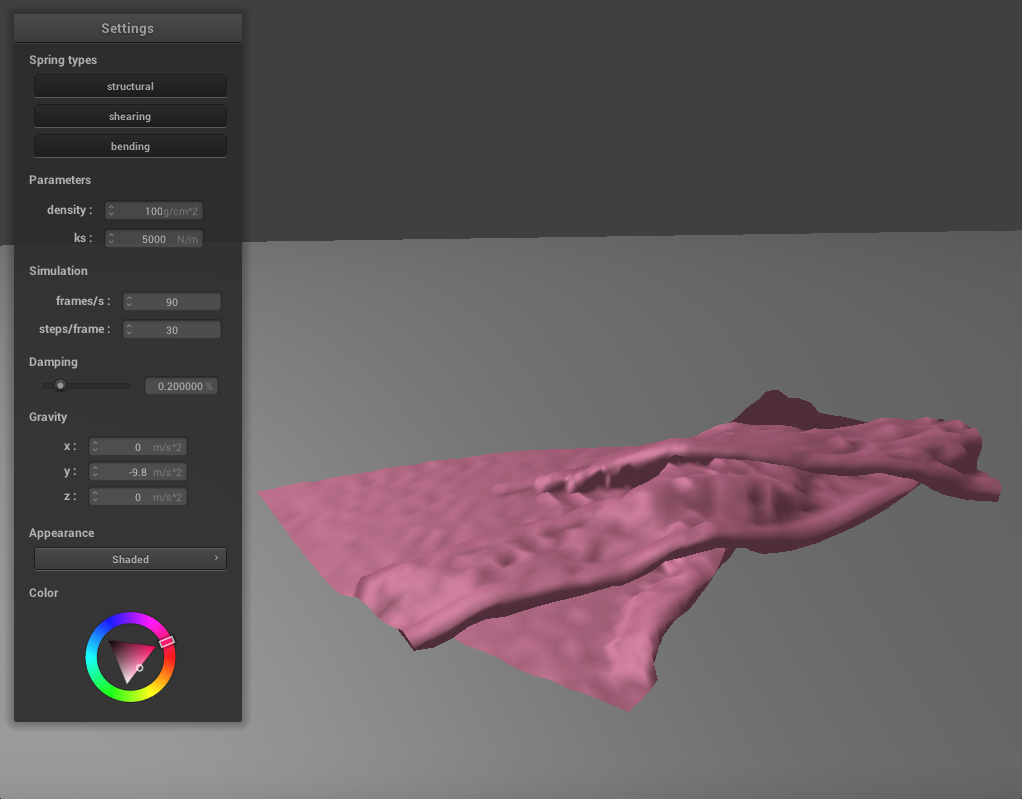 Settings
Spring types
structural
shearing
bending
Parameters
density : 100 g/cm^2
ks : 5000 N/m
Simulation
frames/s : 90
steps/frame : 30
Damping
0.200000 %
Gravity
x : 0 m/s^2
y : -9.8 m/s^2
z : 0 m/s^2
Appearance
Shaded ›
Color